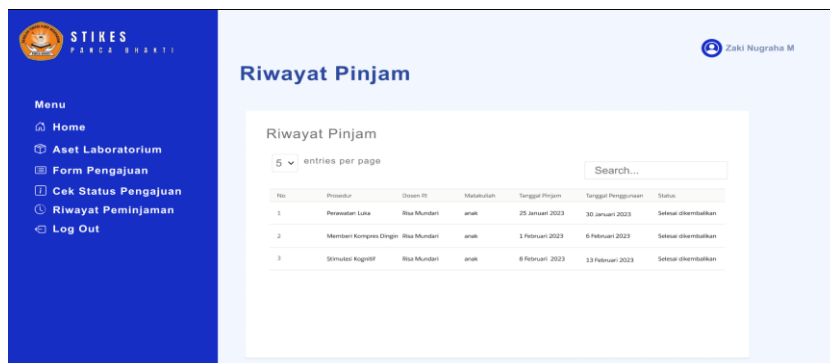 STIKES
PANCA BHAKTI
Zaki Nugraha M
Riwayat Pinjam
Menu
Home
Aset Laboratorium
Form Pengajuan
Cek Status Pengajuan
Riwayat Peminjaman
Log Out
Riwayat Pinjam
5 entries per page
Search...
No Prosedur Dosen PJ Matakuliah Tanggal Pinjam Tanggal Penggunaan Status
1 Perawatan Luka Risa Mundari anak 25 Januari 2023 30 Januari 2023 Selesai dikembalikan
2 Memberi Kompres Dingin Risa Mundari anak 1 Februari 2023 6 Februari 2023 Selesai dikembalikan
3 Stimulasi Kognitif Risa Mundari anak 8 Februari 2023 13 Februari 2023 Selesai dikembalikan